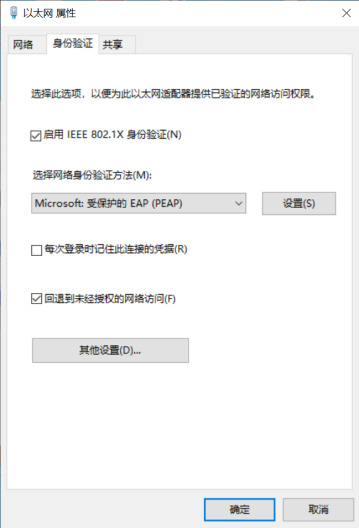 以太网 属性
网络 身份验证 共享
选择此选项，以便为此以太网适配器提供已验证的网络访问权限。
启用 IEEE 802.1X 身份验证(N)
选择网络身份验证方法(M):
Microsoft: 受保护的 EAP (PEAP) 设置(S)
每次登录时记住此连接的凭据(R)
回退到未经授权的网络访问(F)
其他设置(D)...
确定 取消